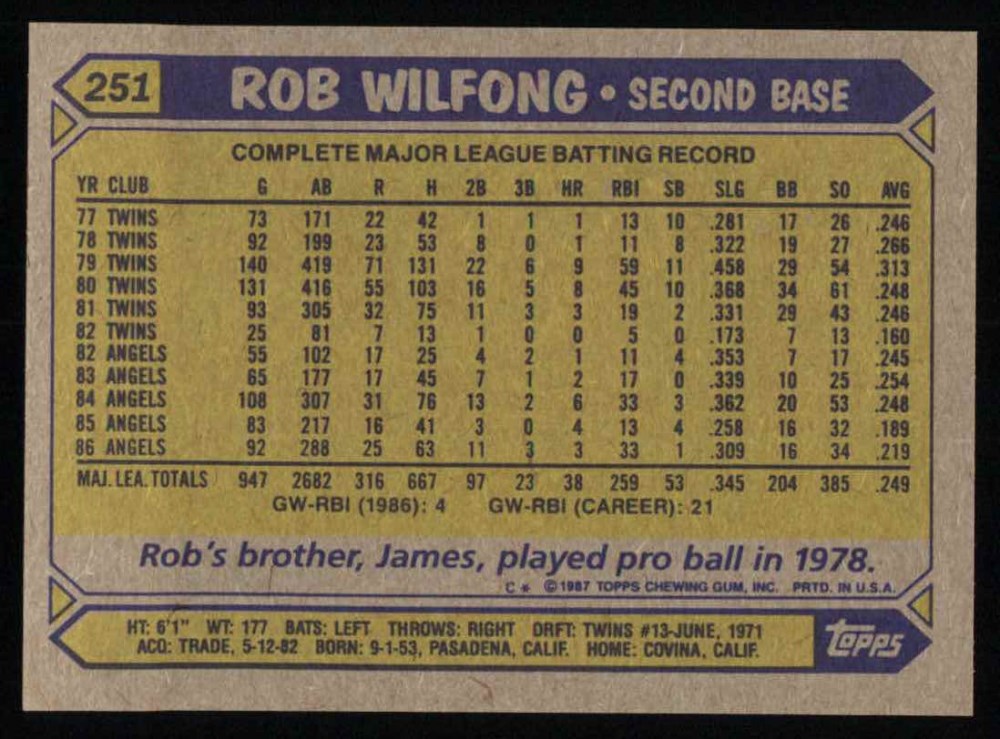 251 ROB WILFONG • SECOND BASE
COMPLETE MAJOR LEAGUE BATTING RECORD
YR CLUB G AB R H 2B 3B HR RBI SB SLG BB SO AVG
77 TWINS 73 171 22 42 1 1 1 13 10 .281 17 26 .246
78 TWINS 92 199 23 53 8 0 1 11 8 .322 19 27 .266
79 TWINS 140 419 71 131 22 6 9 59 11 .458 29 54 .313
80 TWINS 131 416 55 103 16 5 8 45 10 .368 34 61 .248
81 TWINS 93 305 32 75 11 3 3 19 2 .331 29 43 .246
82 TWINS 25 81 7 13 1 0 0 5 0 .173 7 13 .160
82 ANGELS 55 102 17 25 4 2 1 11 4 .353 7 17 .245
83 ANGELS 65 177 17 45 7 1 2 17 0 .339 10 25 .254
84 ANGELS 108 307 31 76 13 2 6 33 3 .362 20 53 .248
85 ANGELS 83 217 16 41 3 0 4 13 4 .258 16 32 .189
86 ANGELS 92 288 25 63 11 3 3 33 1 .309 16 34 .219
MAJ. LEA. TOTALS 947 2682 316 667 97 23 38 259 53 .345 204 385 .249
GW-RBI (1986): 4 GW-RBI (CAREER): 21
Rob's brother, James, played pro ball in 1978.
C* ©1987 TOPPS CHEWING GUM, INC. PRTD. IN U.S.A.
HT: 6'1" WT: 177 BATS: LEFT THROWS: RIGHT DRFT: TWINS #13-JUNE, 1971
ACQ: TRADE, 5-12-82 BORN: 9-1-53, PASADENA, CALIF. HOME: COVINA, CALIF.
topps